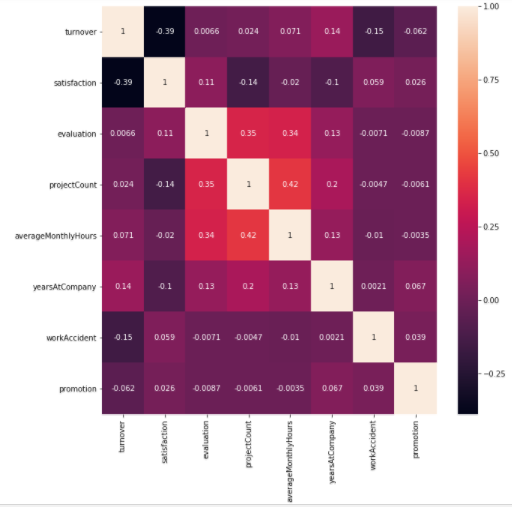 turnover 1 -0.39 0.0066 0.024 0.071 0.14 -0.15 -0.062
satisfaction -0.39 1 0.11 -0.14 -0.02 -0.1 0.059 0.026
evaluation 0.0066 0.11 1 0.35 0.34 0.13 -0.0071 -0.0087
projectCount 0.024 -0.14 0.35 1 0.42 0.2 -0.0047 -0.0061
averageMonthlyHours 0.071 -0.02 0.34 0.42 1 0.13 -0.01 -0.0035
yearsAtCompany 0.14 -0.1 0.13 0.2 0.13 1 0.0021 0.067
workAccident -0.15 0.059 -0.0071 -0.0047 -0.01 0.0021 1 0.039
promotion -0.062 0.026 -0.0087 -0.0061 -0.0035 0.067 0.039 1
turnover
satisfaction
evaluation
projectCount
averageMonthlyHours
yearsAtCompany
workAccident
promotion
1.00
0.75
0.50
0.25
0.00
-0.25